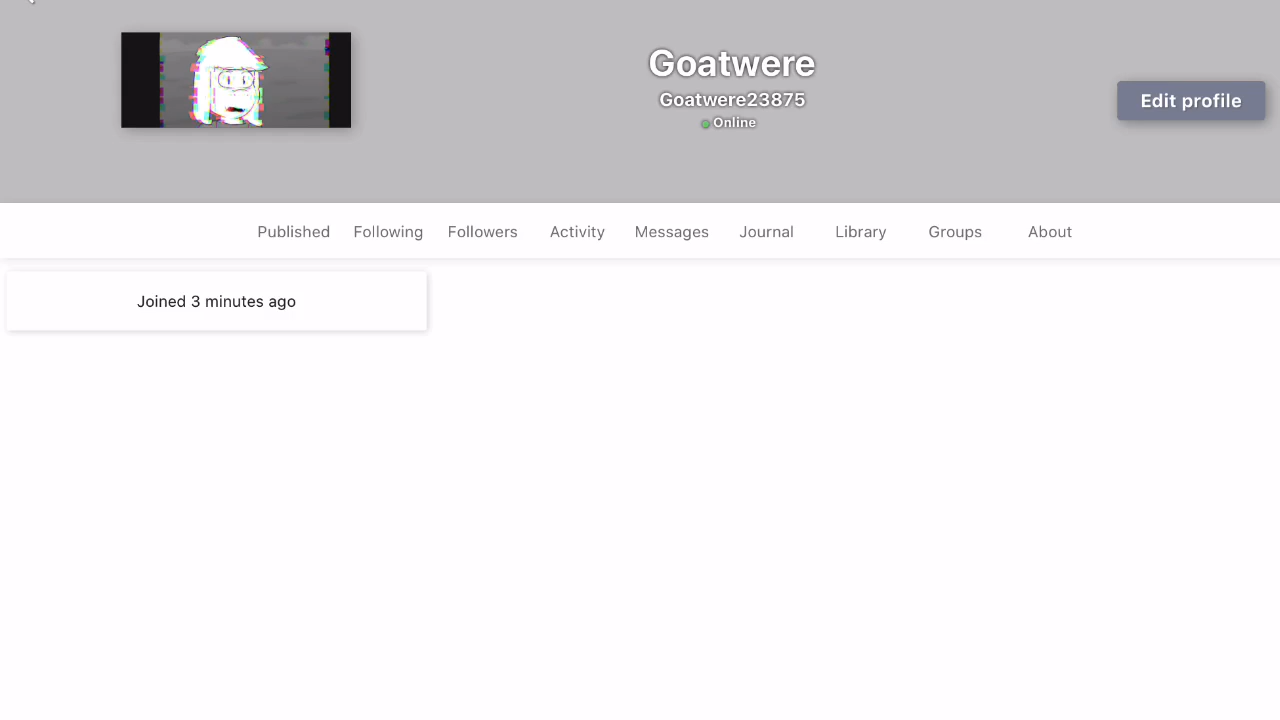 Goatwere
Goatwere23875
Online
Edit profile
Published Following Followers Activity Messages Journal Library Groups About
Joined 3 minutes ago